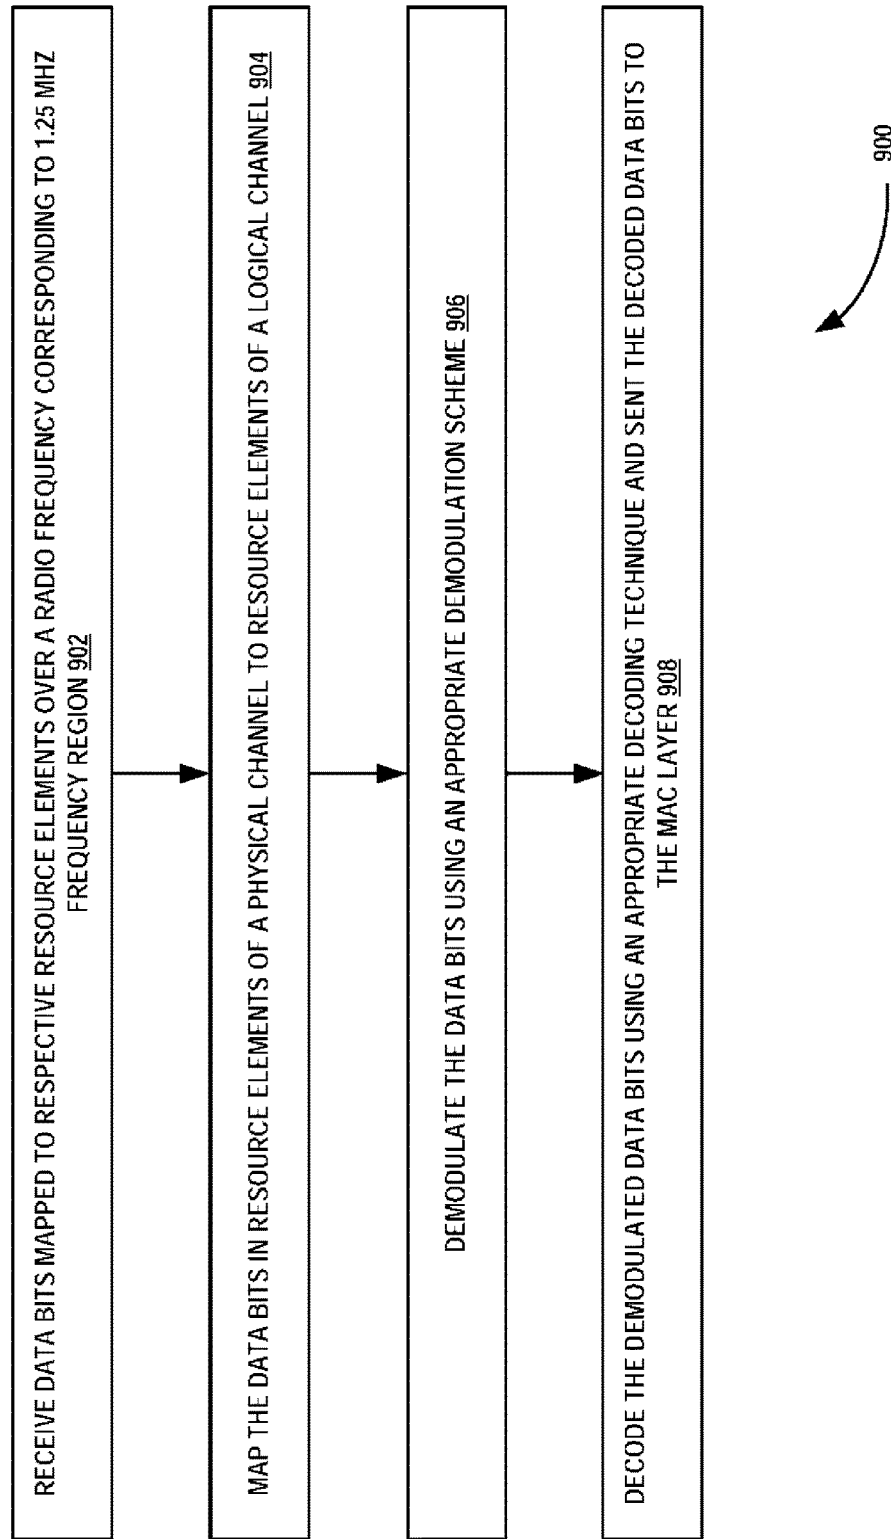 RECEIVE DATA BITS MAPPED TO RESPECTIVE RESOURCE ELEMENTS OVER A RADIO FREQUENCY CORRESPONDING TO 1.25 MHZ
FREQUENCY REGION 902
MAP THE DATA BITS IN RESOURCE ELEMENTS OF A PHYSICAL CHANNEL TO RESOURCE ELEMENTS OF A LOGICAL CHANNEL 904
DEMODULATE THE DATA BITS USING AN APPROPRIATE DEMODULATION SCHEME 906
DECODE THE DEMODULATED DATA BITS USING AN APPROPRIATE DECODING TECHNIQUE AND SENT THE DECODED DATA BITS TO
THE MAC LAYER 908
900